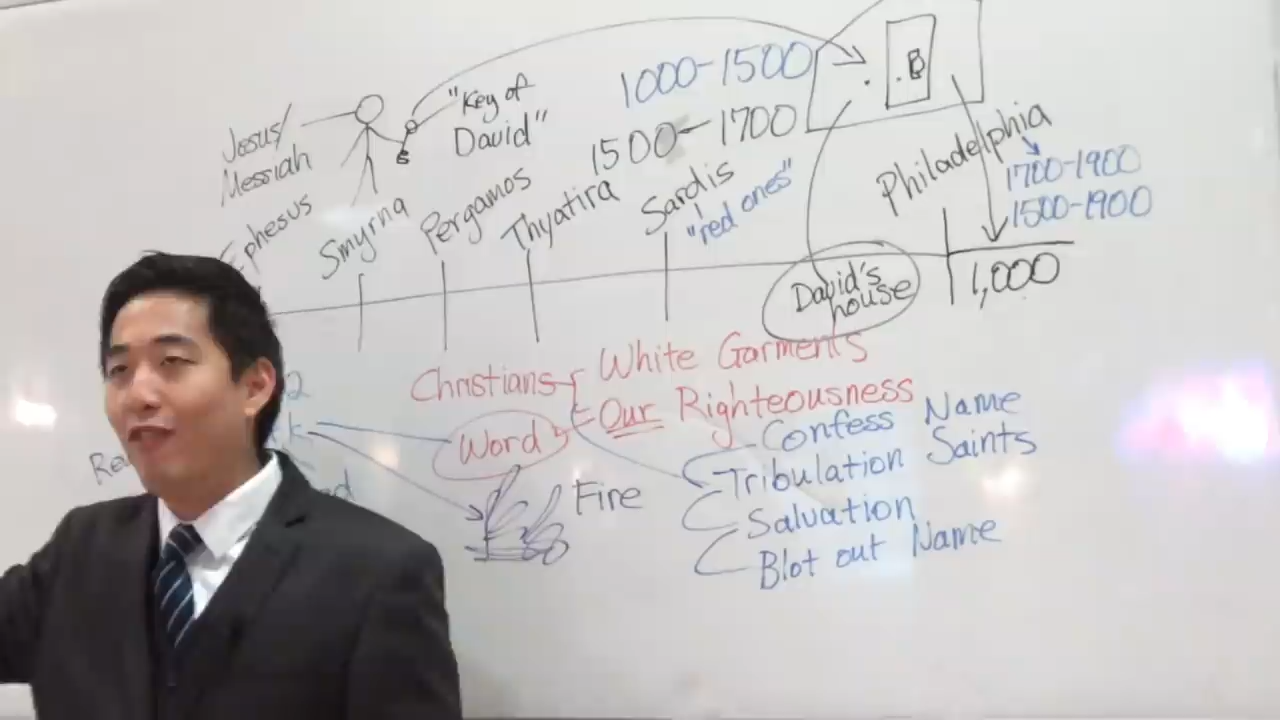 Jesus/
Messiah
"Key of
David"
1000-1500
1500-1700
B
Ephesus
Smyrna
Pergamos
Thyatira
Sardis
"red ones"
Philadelphia
1700-1900
1500-1900
David's
house
1,000
Christians
White Garments
Our Righteousness
Word
Fire
Confess Name
Tribulation Saints
Salvation
Blot out Name